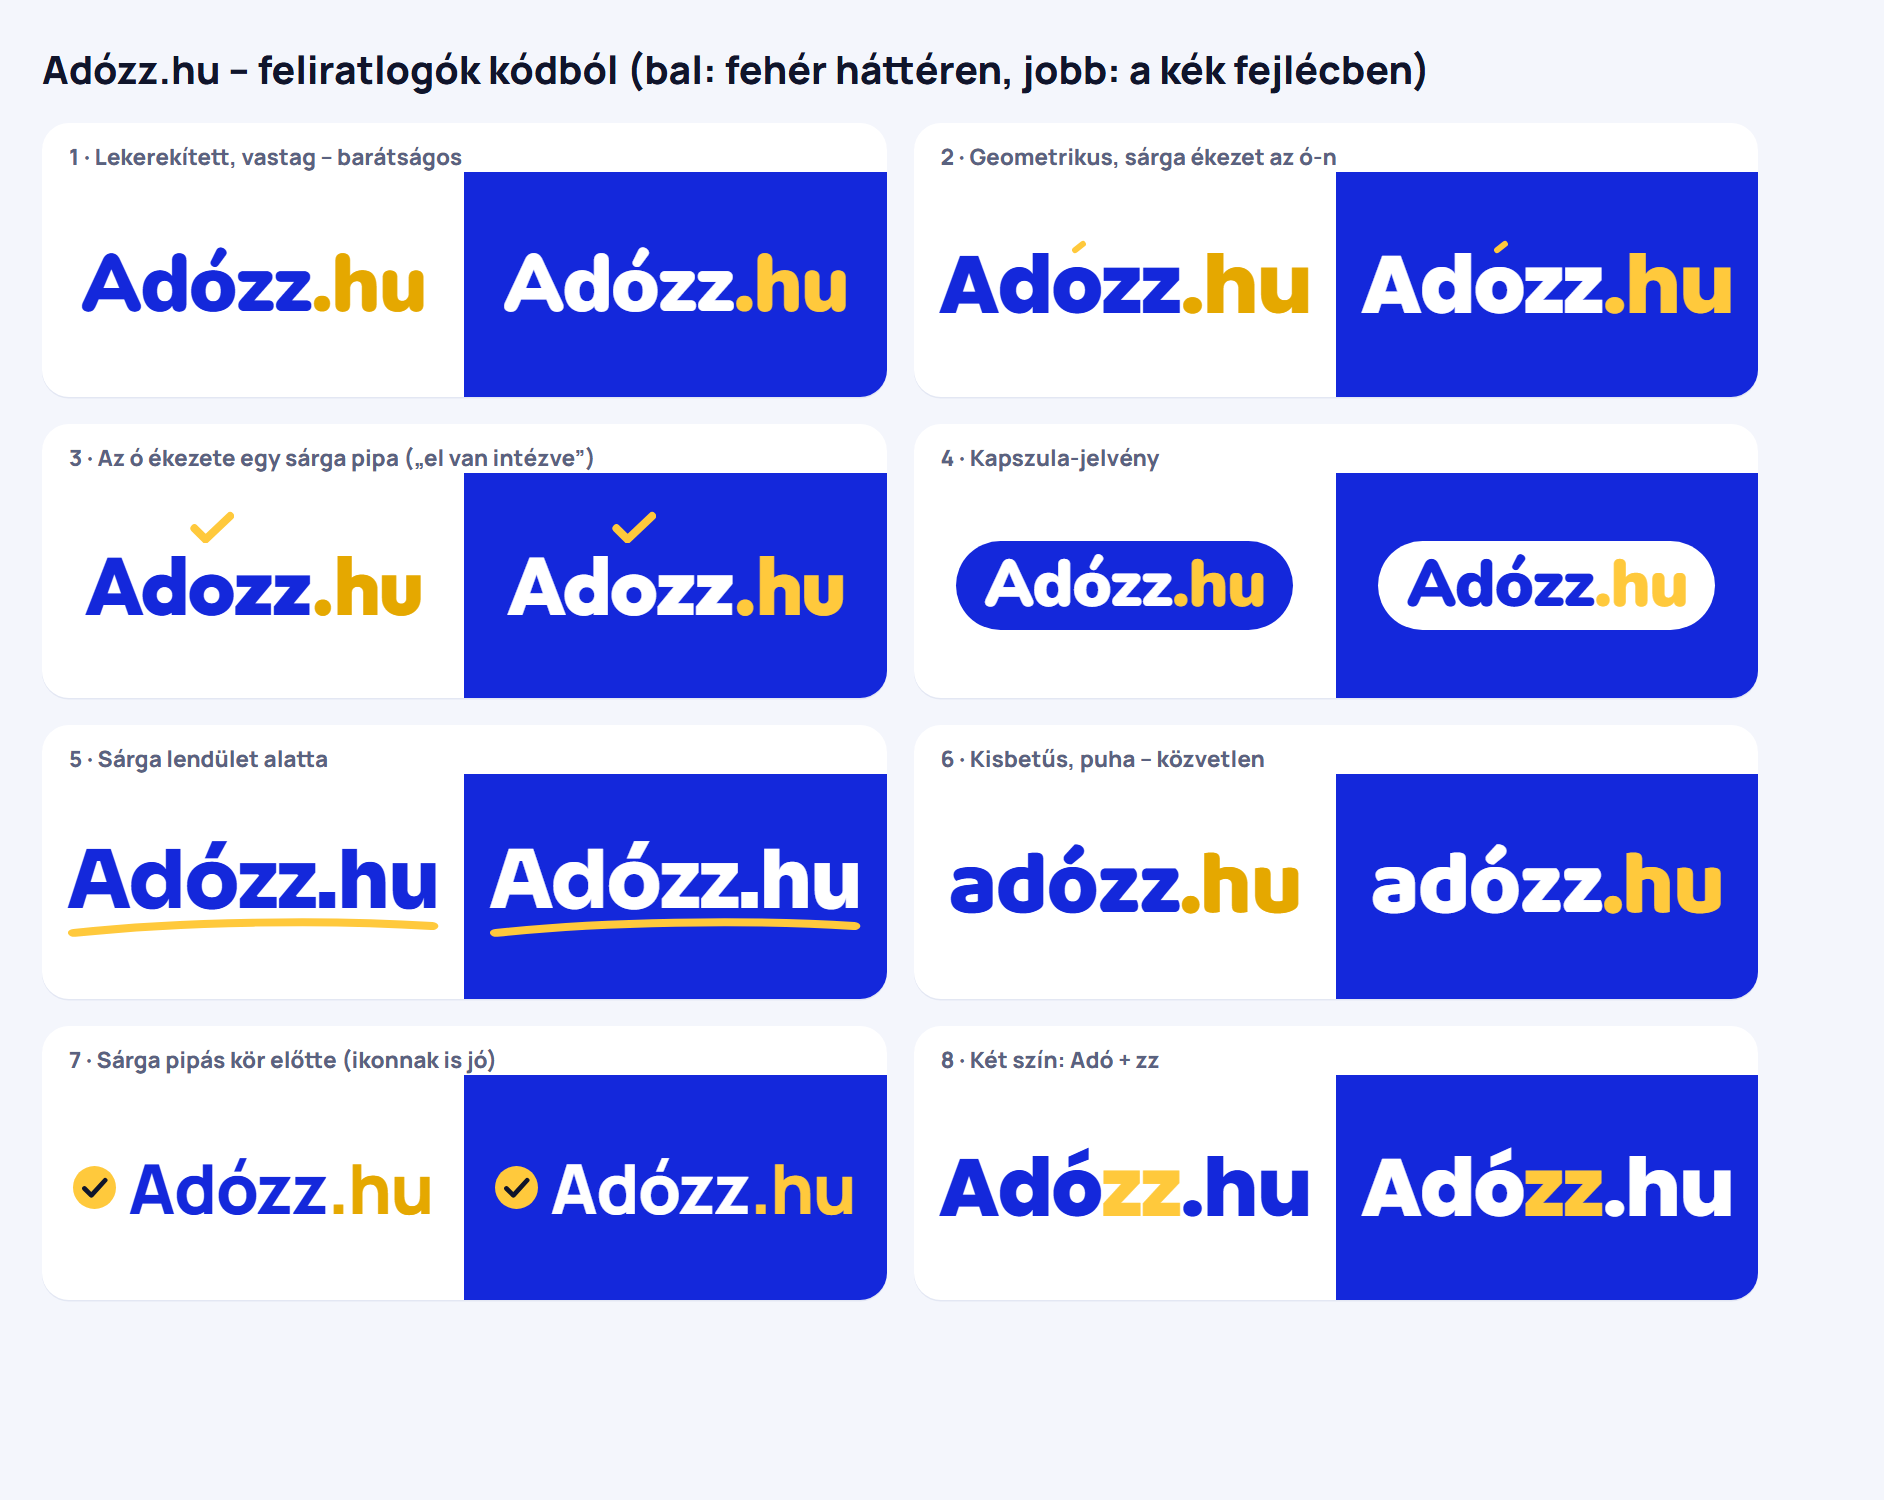 Adózz.hu – feliratlogók kódból (bal: fehér háttéren, jobb: a kék fejlécben)
1 · Lekerekített, vastag – barátságos
Adózz.hu Adózz.hu
2 · Geometrikus, sárga ékezet az ó-n
Adózz.hu Adózz.hu
3 · Az ó ékezete egy sárga pipa („el van intézve”)
Adozz.hu Adozz.hu
4 · Kapszula-jelvény
Adózz.hu Adózz.hu
5 · Sárga lendület alatta
Adózz.hu Adózz.hu
6 · Kisbetűs, puha – közvetlen
adózz.hu adózz.hu
7 · Sárga pipás kör előtte (ikonnak is jó)
Adózz.hu Adózz.hu
8 · Két szín: Adó + zz
Adózz.hu Adózz.hu